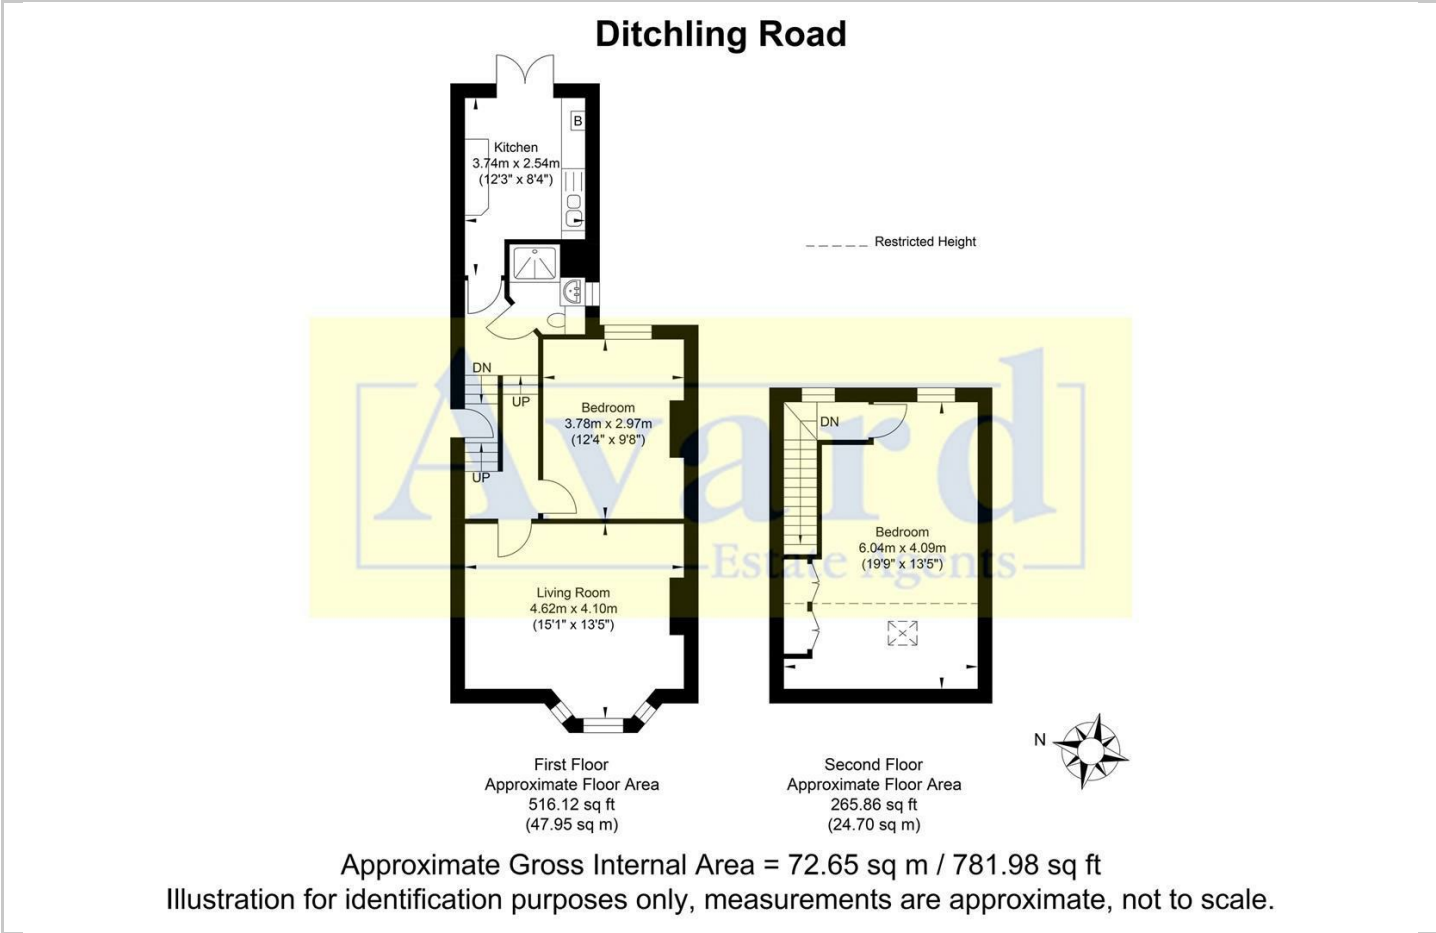 Ditchling Road
B
Kitchen
3.74m x 2.54m
(12'3" x 8'4")
Restricted Height
DN
UP
Bedroom
3.78m x 2.97m
(12'4" x 9'8")
UP
DN
Avard
Estate Agents
Bedroom
6.04m x 4.09m
(19'9" x 13'5")
Living Room
4.62m x 4.10m
(15'1" x 13'5")
N
First Floor
Approximate Floor Area
516.12 sq ft
(47.95 sq m)
Second Floor
Approximate Floor Area
265.86 sq ft
(24.70 sq m)
Approximate Gross Internal Area = 72.65 sq m / 781.98 sq ft
Illustration for identification purposes only, measurements are approximate, not to scale.